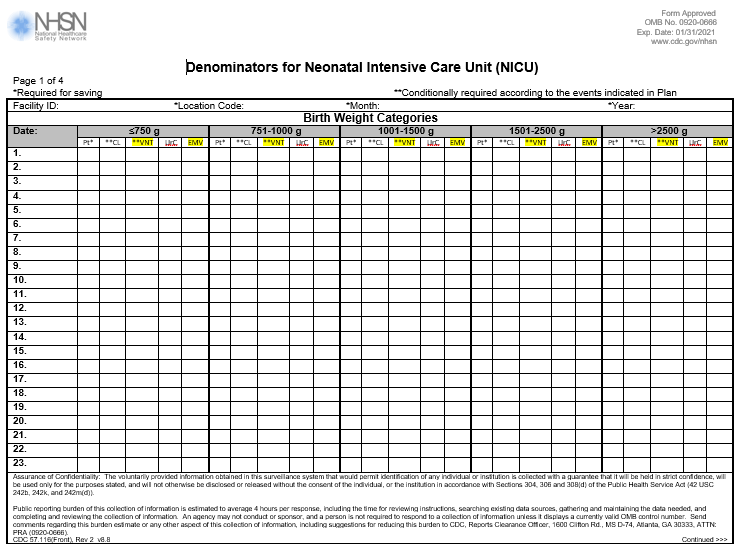 NHSN
National Healthcare
Safety Network
Form Approved
OMB No. 0920-0666
Exp. Date: 01/31/2021
www.cdc.gov/nhsn
Denominators for Neonatal Intensive Care Unit (NICU)
Page 1 of 4
*Required for saving **Conditionally required according to the events indicated in Plan
Facility ID: *Location Code: *Month: *Year:
Birth Weight Categories
Date: ≤750 g 751-1000 g 1001-1500 g 1501-2500 g >2500 g
Pt* **CL **VNT UrC EMV Pt* **CL **VNT UrC EMV Pt* **CL **VNT UrC EMV Pt* **CL **VNT UrC EMV Pt* **CL **VNT UrC EMV
1.
2.
3.
4.
5.
6.
7.
8.
9.
10.
11.
12.
13.
14.
15.
16.
17.
18.
19.
20.
21.
22.
23.
Assurance of Confidentiality: The voluntarily provided information obtained in this surveillance system that would permit identification of any individual or institution is collected with a guarantee that it will be held in strict confidence, will
be used only for the purposes stated, and will not otherwise be disclosed or released without the consent of the individual, or the institution in accordance with Sections 304, 306 and 308(d) of the Public Health Service Act (42 USC
242b, 242k, and 242m(d)).
Public reporting burden of this collection of information is estimated to average 4 hours per response, including the time for reviewing instructions, searching existing data sources, gathering and maintaining the data needed, and
completing and reviewing the collection of information. An agency may not conduct or sponsor, and a person is not required to respond to a collection of information unless it displays a currently valid OMB control number. Send
comments regarding this burden estimate or any other aspect of this collection of information, including suggestions for reducing this burden to CDC, Reports Clearance Officer, 1600 Clifton Rd., MS D-74, Atlanta, GA 30333, ATTN:
PRA (0920-0666).
CDC 57.116(Front), Rev 2 v8.8 Continued >>>